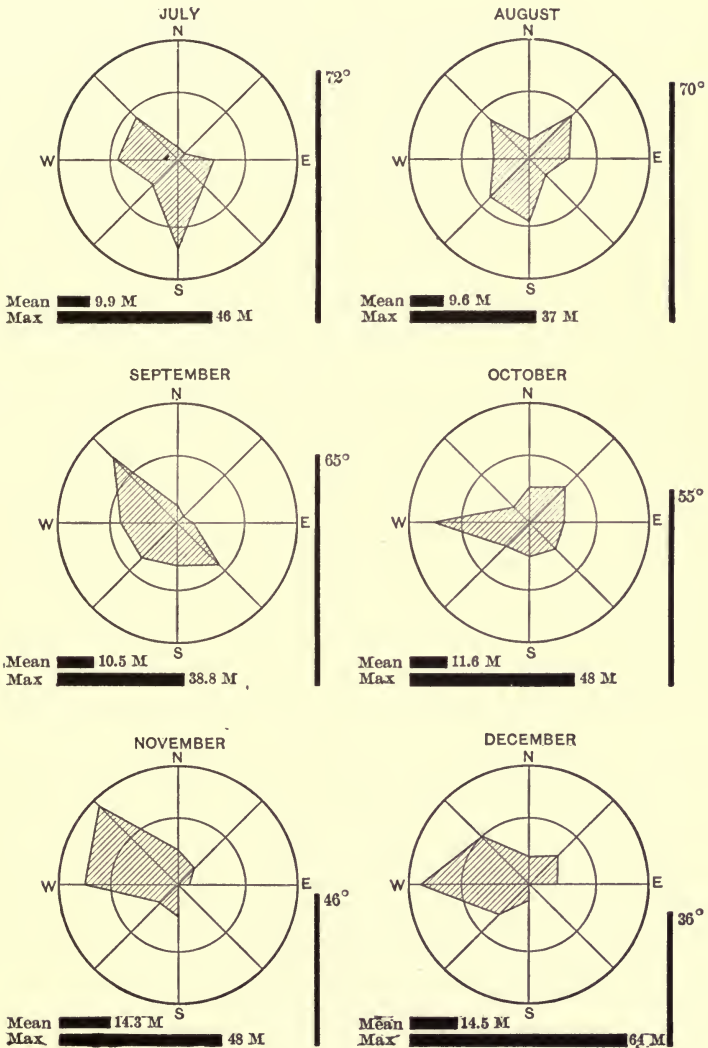 JULY
N
72°
W
E
S
Mean 9.9 M
Max 46 M
AUGUST
N
70°
W
E
S
Mean 9.6 M
Max 37 M
SEPTEMBER
N
65°
W
E
S
Mean 10.5 M
Max 38.8 M
OCTOBER
N
55°
W
E
S
Mean 11.6 M
Max 48 M
NOVEMBER
N
W
E
46°
S
Mean 14.3 M
Max 48 M
DECEMBER
N
W
E
36°
S
Mean 14.5 M
Max 64 M